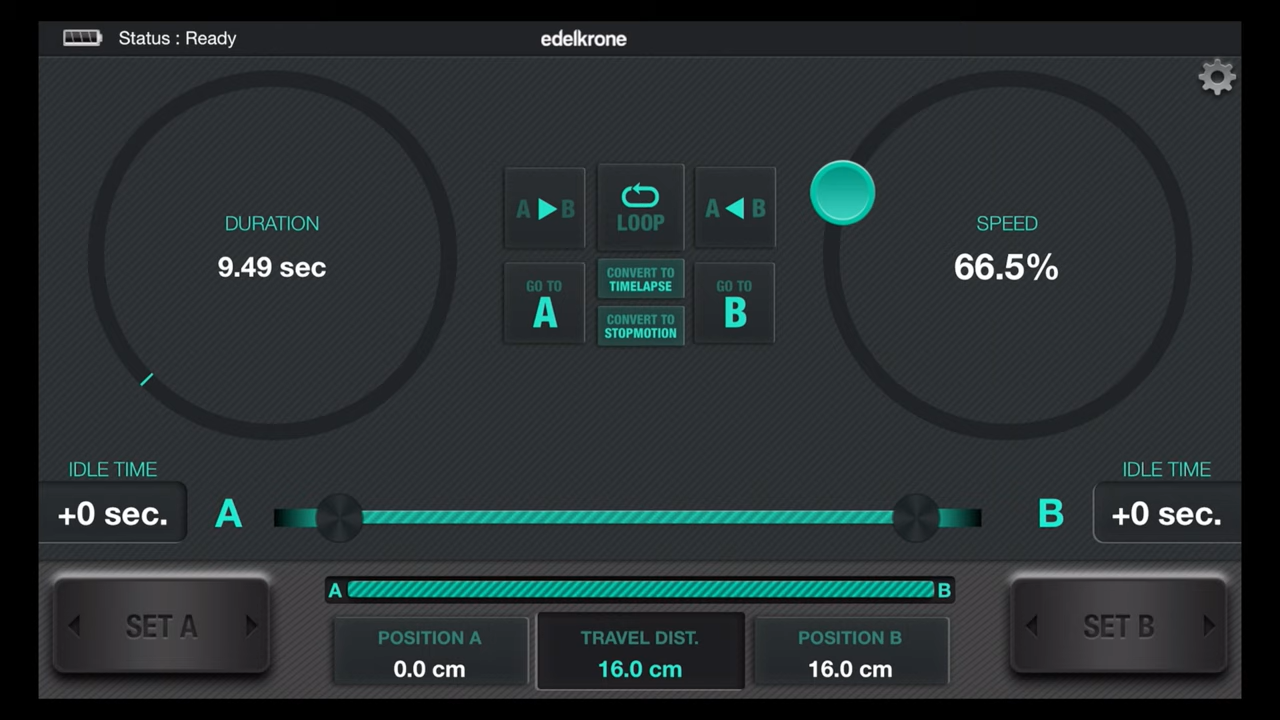 Status : Ready
edelkrone
DURATION
9.49 sec
A B
LOOP
A B
SPEED
66.5%
GO TO
A
CONVERT TO
TIMELAPSE
CONVERT TO
STOPMOTION
GO TO
B
IDLE TIME
+0 sec.
A
B
IDLE TIME
+0 sec.
A
B
SET A
POSITION A
0.0 cm
TRAVEL DIST.
16.0 cm
POSITION B
16.0 cm
SET B